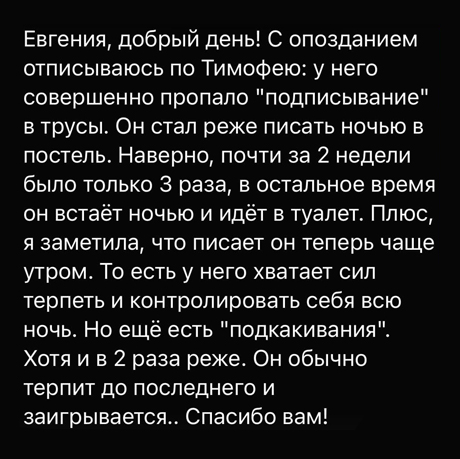 Евгения, добрый день! С опозданием
отписываюсь по Тимофею: у него
совершенно пропало "подписывание"
в трусы. Он стал реже писать ночью в
постель. Наверно, почти за 2 недели
было только 3 раза, в остальное время
он встаёт ночью и идёт в туалет. Плюс,
я заметила, что писает он теперь чаще
утром. То есть у него хватает сил
терпеть и контролировать себя всю
ночь. Но ещё есть "подкакивания".
Хотя и в 2 раза реже. Он обычно
терпит до последнего и
заигрывается.. Спасибо вам!